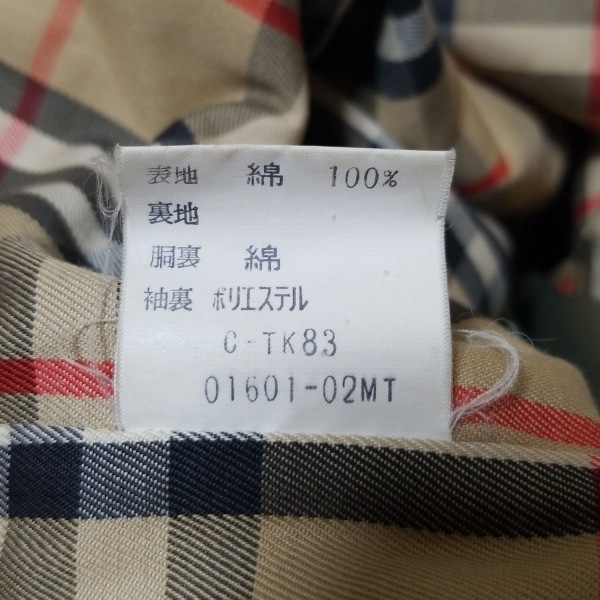 表地 綿 100%
裏地
胴裏 綿
袖裏 ポリエステル
C-TK83
01601-02MT